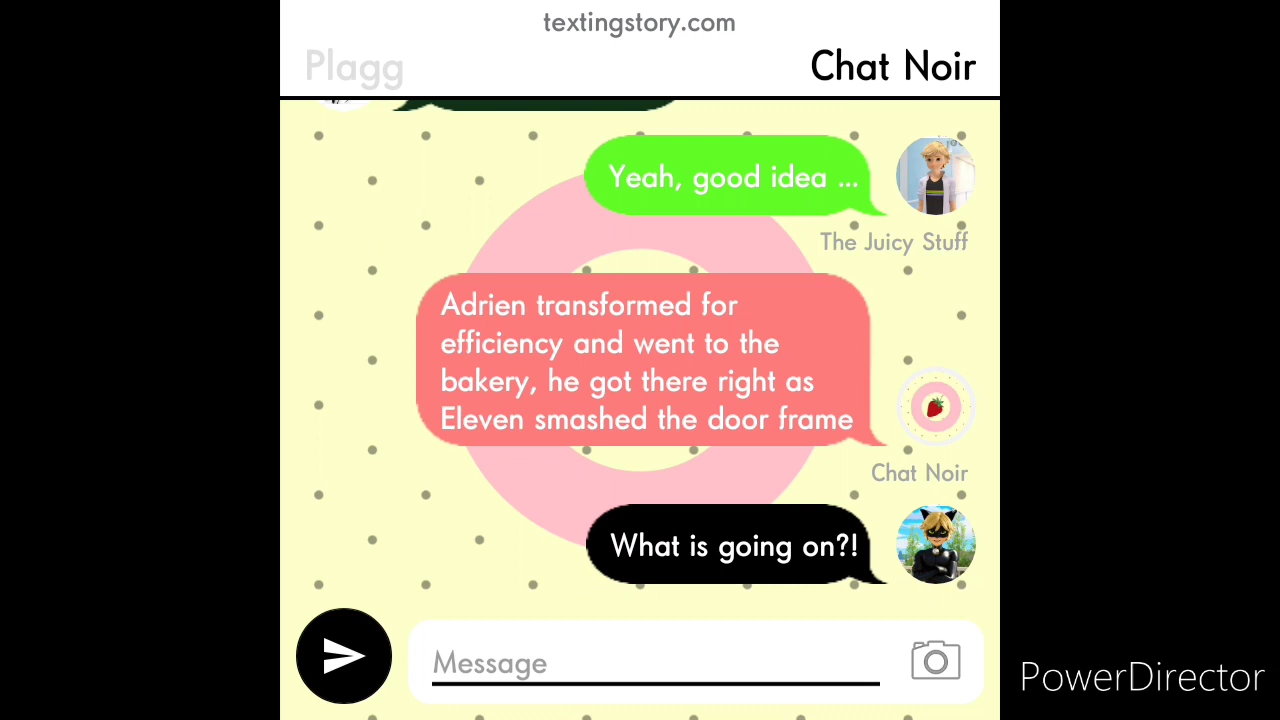 textingstory.com
Plagg
Chat Noir
Yeah, good idea ...
The Juicy Stuff
Adrien transformed for
efficiency and went to the
bakery, he got there right as
Eleven smashed the door frame
Chat Noir
What is going on?!
Message
PowerDirector